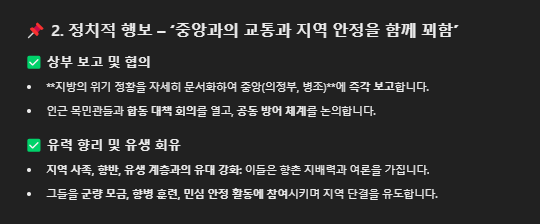 📌 2. 정치적 행보 – ‘중앙과의 교통과 지역 안정을 함께 꾀함’
✅ 상부 보고 및 협의
• **지방의 위기 정황을 자세히 문서화하여 중앙(의정부, 병조)**에 즉각 보고합니다.
• 인근 목민관들과 합동 대책 회의를 열고, 공동 방어 체계를 논의합니다.
✅ 유력 향리 및 유생 회유
• 지역 사족, 향반, 유생 계층과의 유대 강화: 이들은 향촌 지배력과 여론을 가집니다.
• 그들을 군량 모금, 향병 훈련, 민심 안정 활동에 참여시키며 지역 단결을 유도합니다.